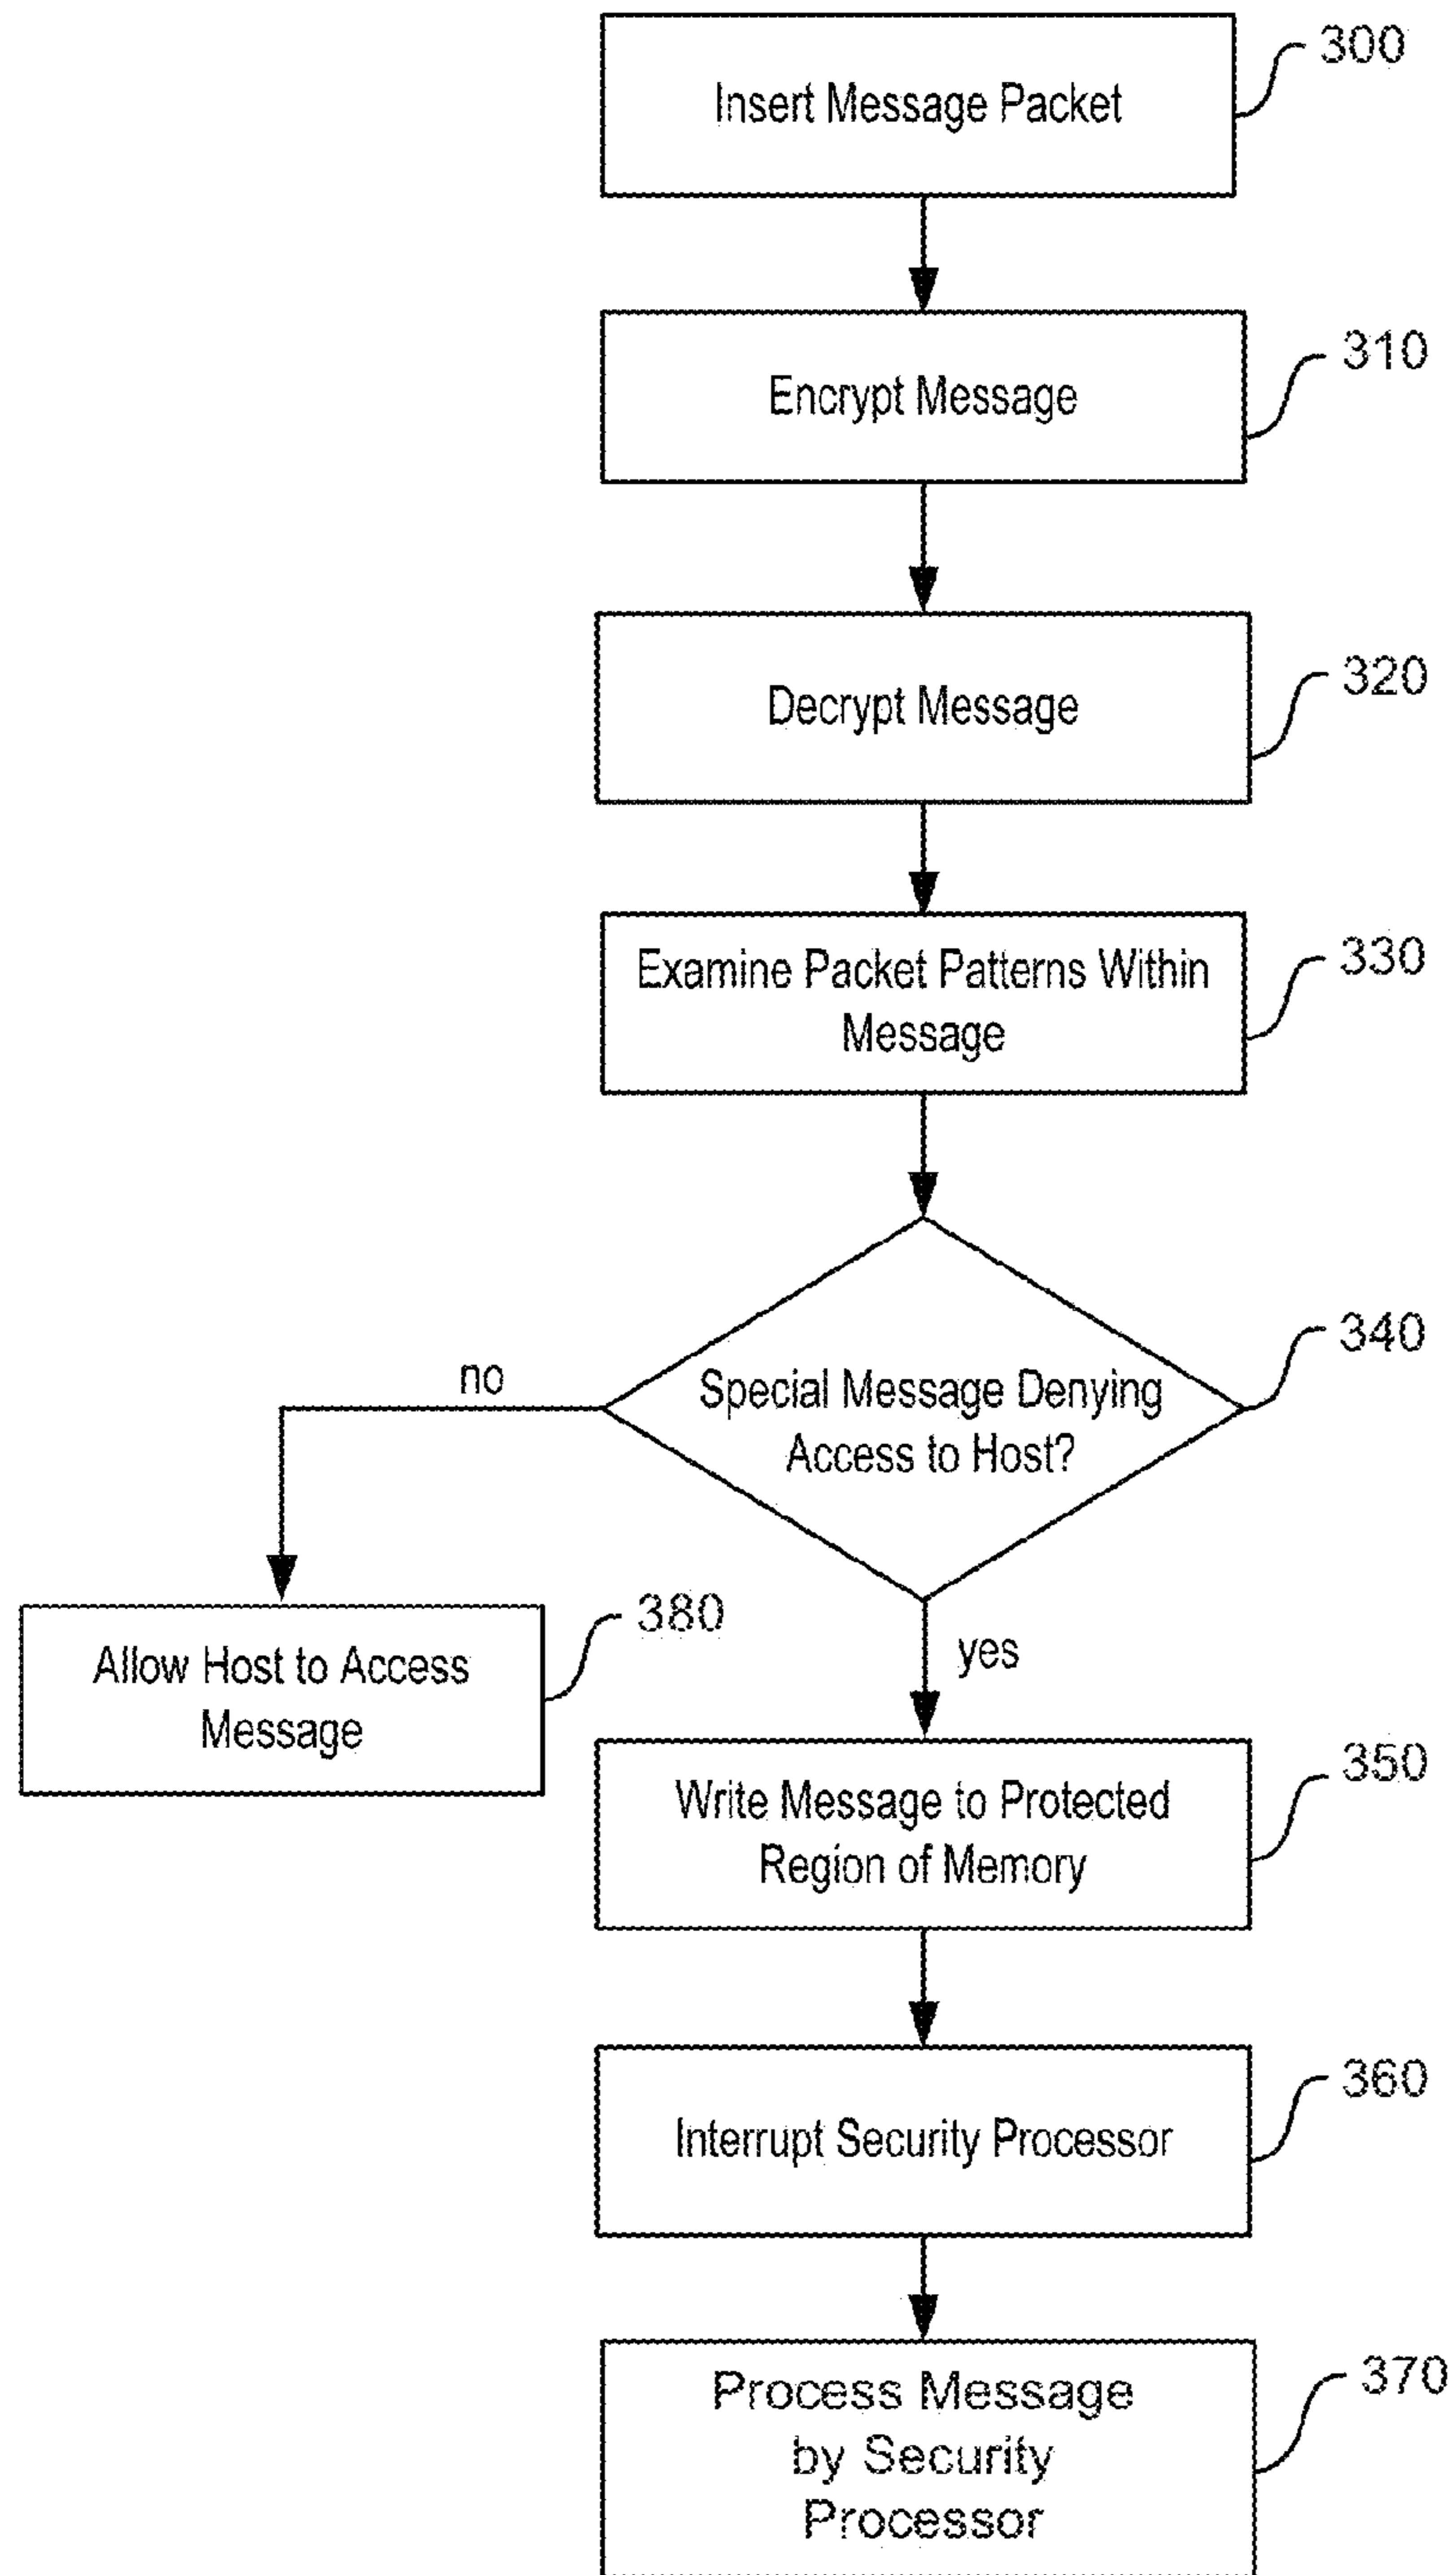 300
Insert Message Packet
310
Encrypt Message
320
Decrypt Message
330
Examine Packet Patterns Within
Message
340
Special Message Denying
Access to Host?
no
380
Allow Host to Access
Message
yes
350
Write Message to Protected
Region of Memory
360
Interrupt Security Processor
370
Process Message
by Security
Processor